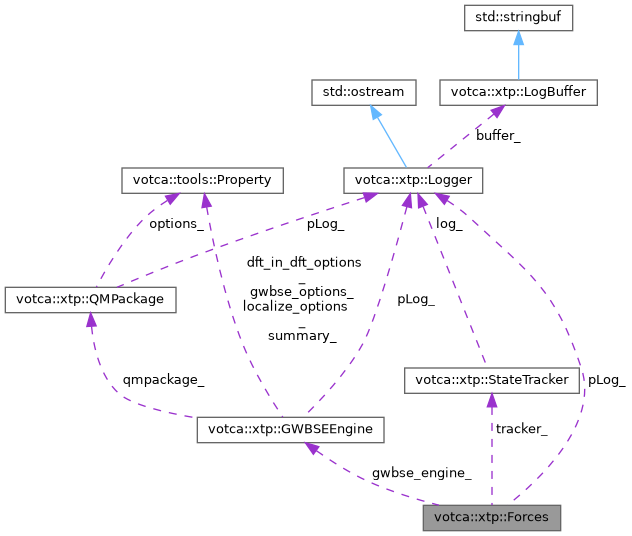 std::stringbuf
std::ostream
votca::xtp::LogBuffer
buffer_
votca::tools::Property
votca::xtp::Logger
options_
pLog_
log_
dft_in_dft_options
_
gwbse_options_
localize_options
_
summary_
pLog_
votca::xtp::QMPackage
qmpackage_
votca::xtp::StateTracker
pLog_
votca::xtp::GWBSEEngine
tracker_
gwbse_engine_
votca::xtp::Forces